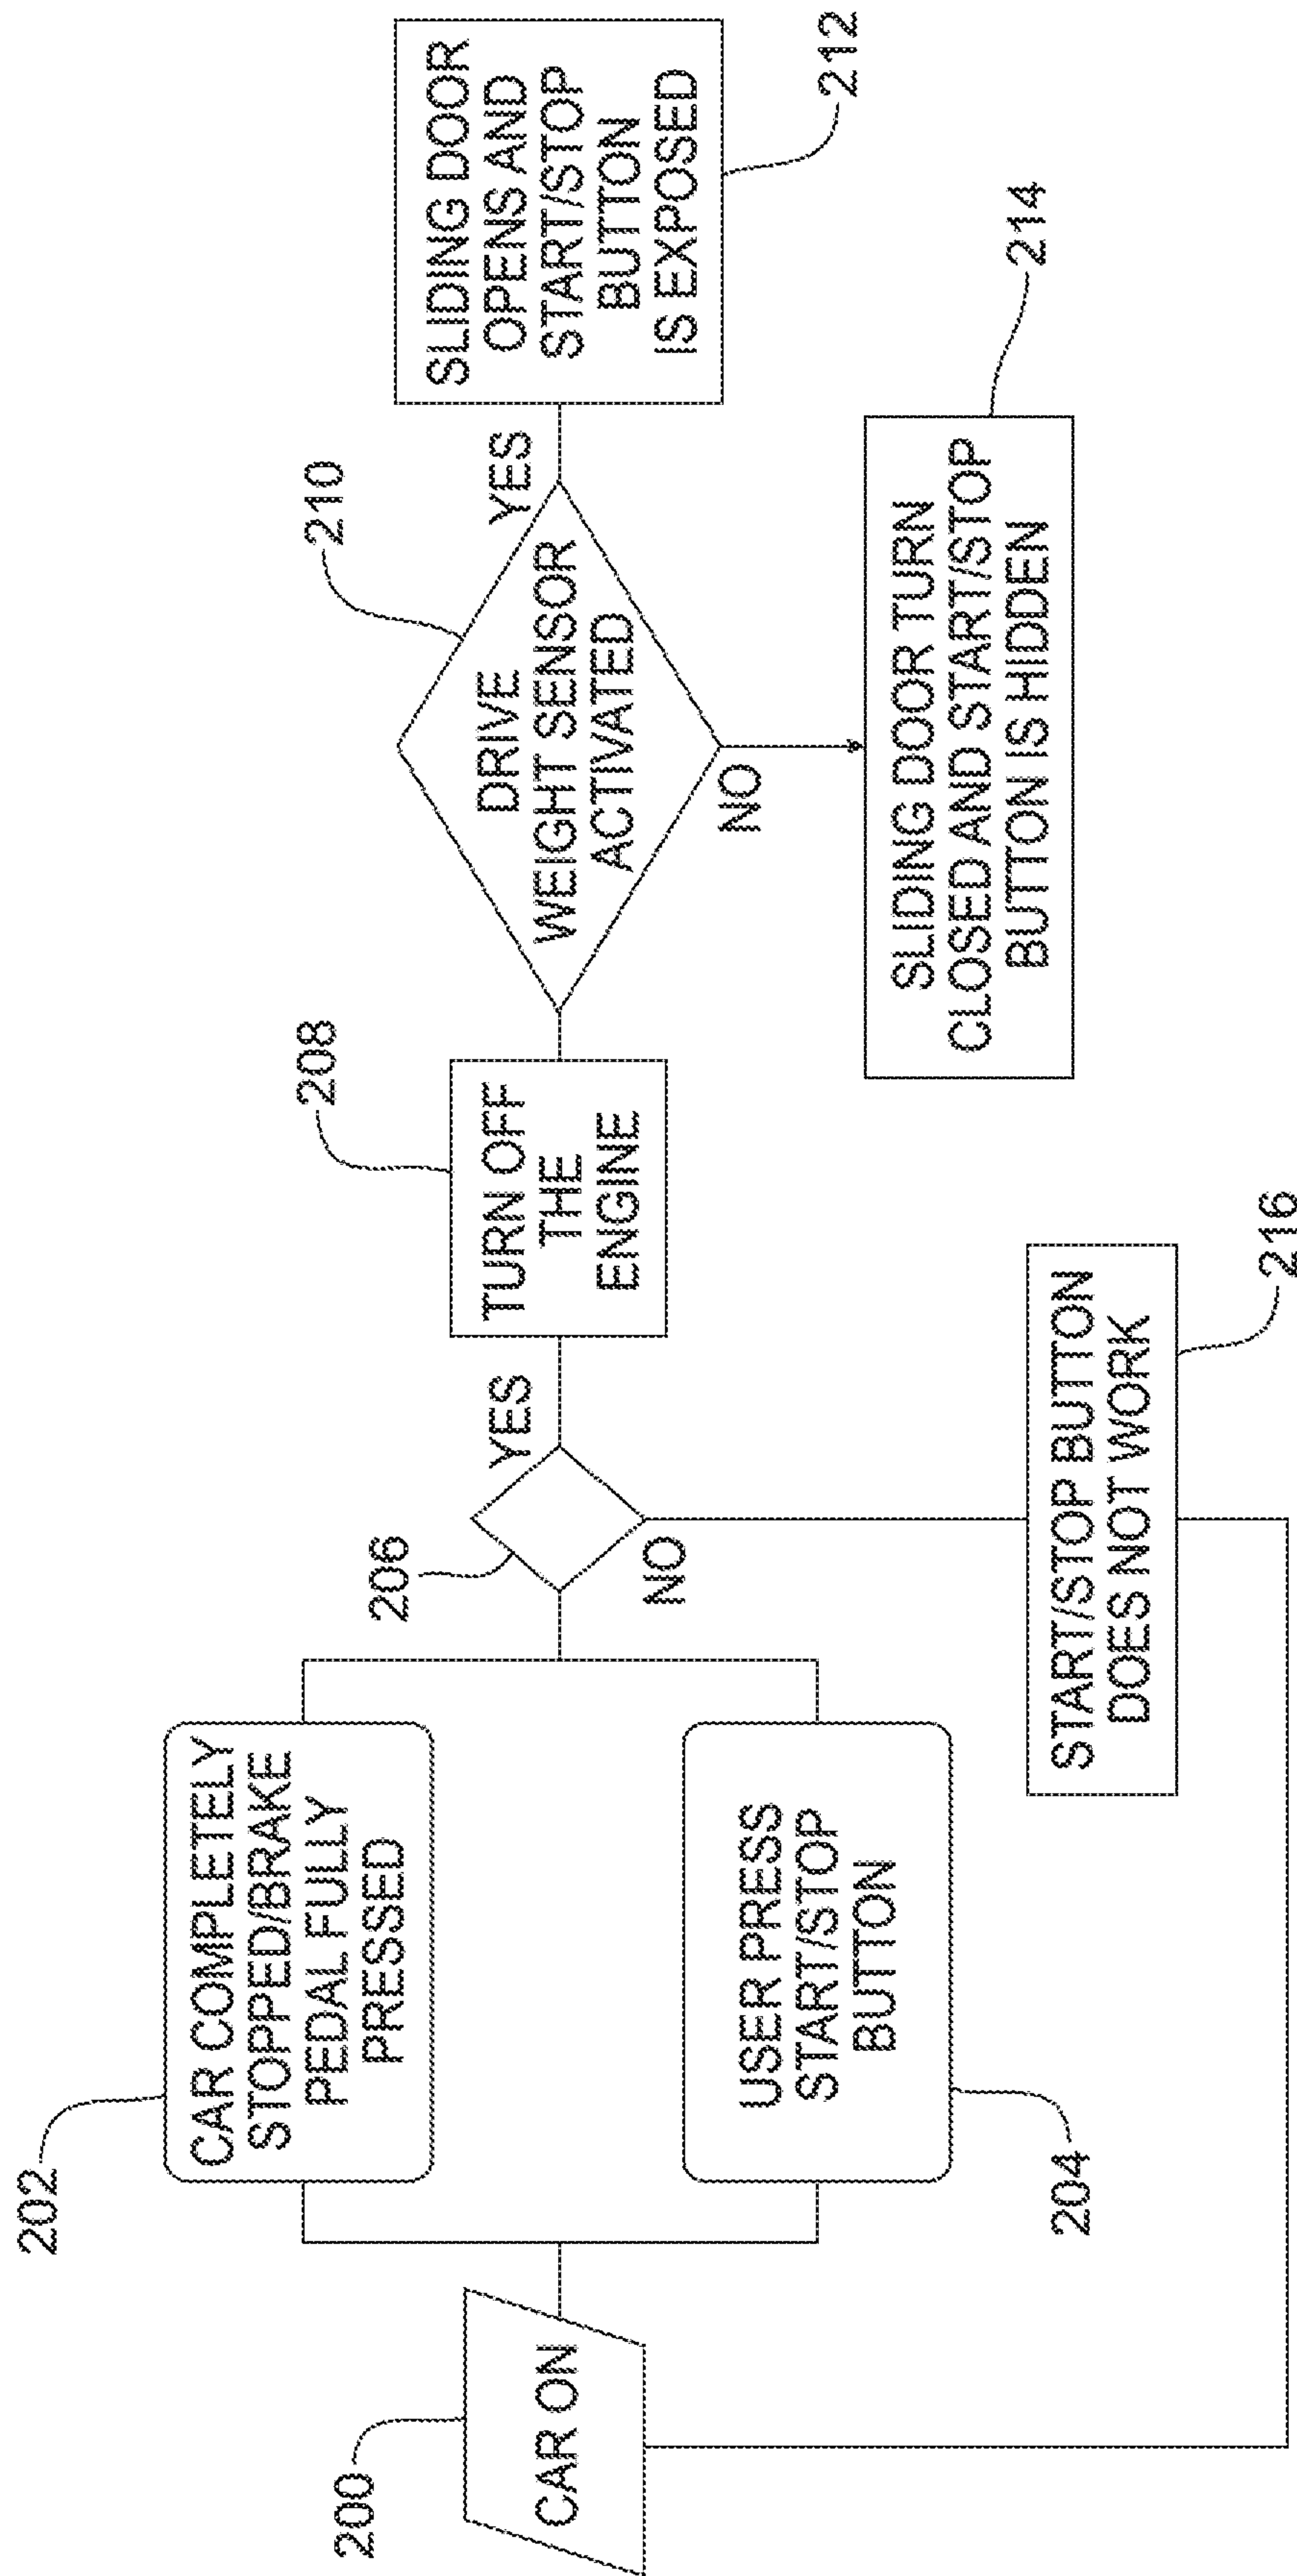 200
CAR ON
202
CAR COMPLETELY
STOPPED/BRAKE
PEDAL FULLY
PRESSED
USER PRESS
START/STOP
BUTTON
204
206
YES
NO
START/STOP BUTTON
DOES NOT WORK
216
208
TURN OFF
THE
ENGINE
210
DRIVE
WEIGHT SENSOR
ACTIVATED
YES
NO
SLIDING DOOR
OPENS AND
START/STOP
BUTTON
IS EXPOSED
212
SLIDING DOOR TURN
CLOSED AND START/STOP
BUTTON IS HIDDEN
214